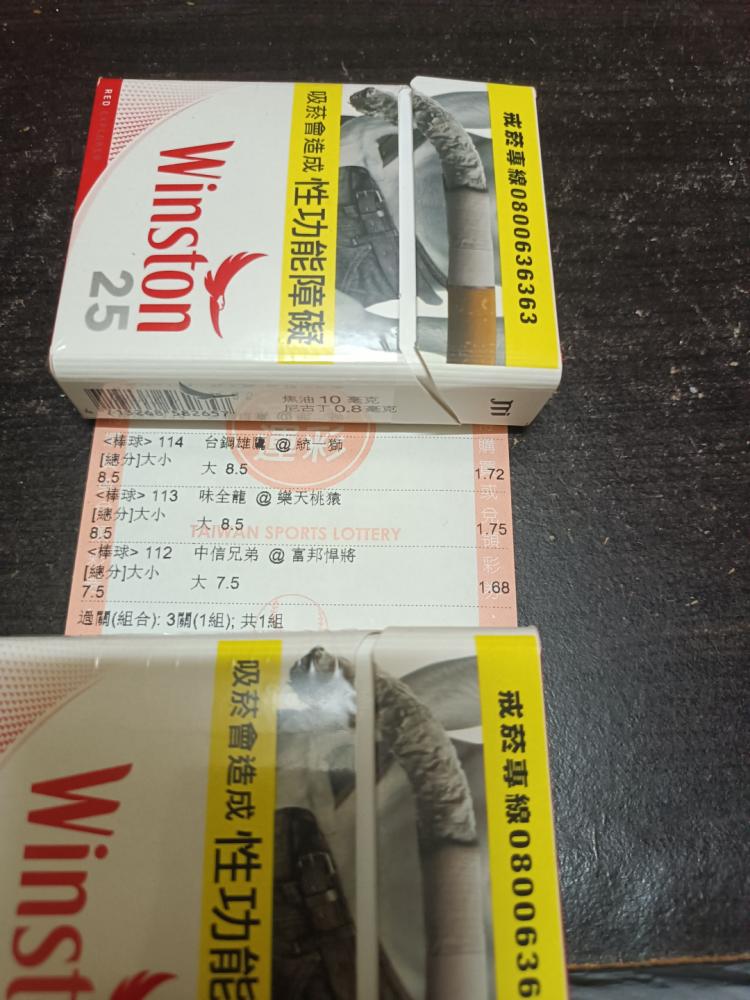 RED EXPLORER
Winston
25
吸菸會造成 性功能障礙
戒菸專線0800636363
焦油 10 毫克
尼古丁 0.8 毫克
JTI
運彩
<棒球> 114 台鋼雄鷹 @ 統一獅
[總分]大小 大 8.5
8.5 1.72
<棒球> 113 味全龍 @ 樂天桃猿
[總分]大小 大 8.5
8.5 1.75
TAIWAN SPORTS LOTTERY
<棒球> 112 中信兄弟 @ 富邦悍將
[總分]大小 大 7.5
7.5 1.68
過關(組合): 3關(1組); 共1組
Winst
吸菸會造成 性功能
戒菸專線0800636